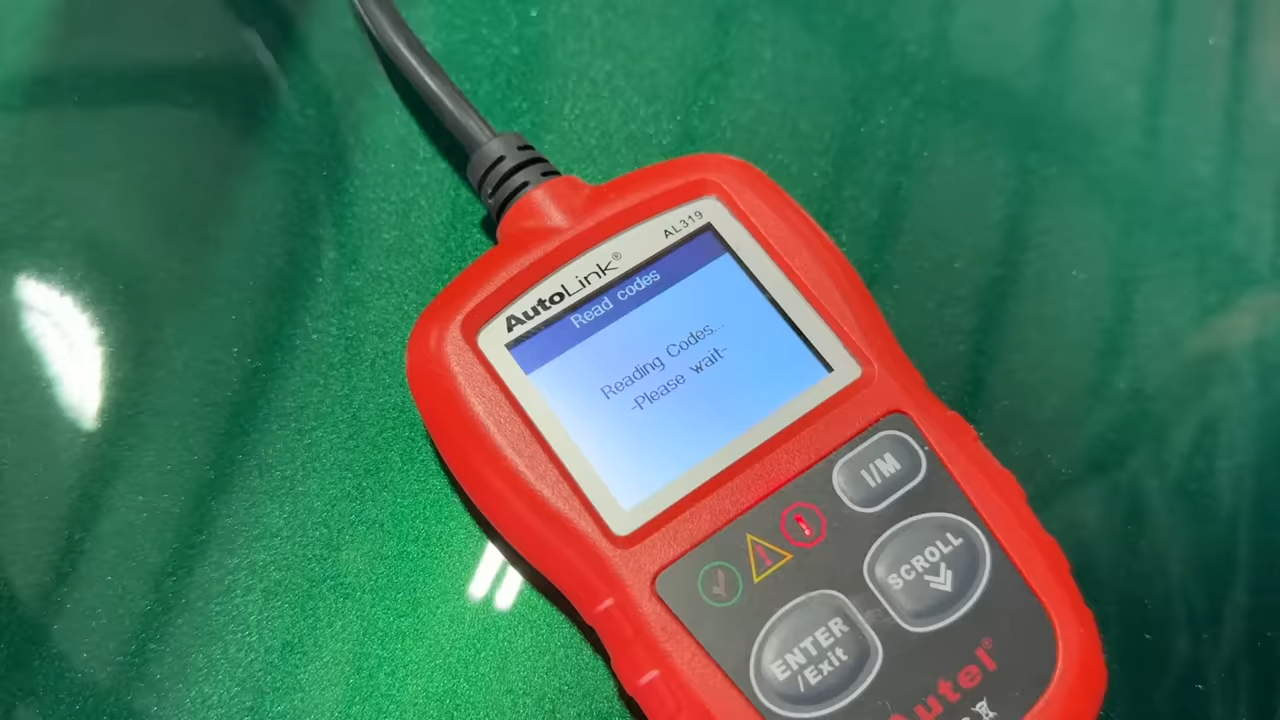 AL319
AutoLink®
Read codes
Reading Codes...
-Please wait-
I/M
SCROLL
ENTER
/Exit
Autel®